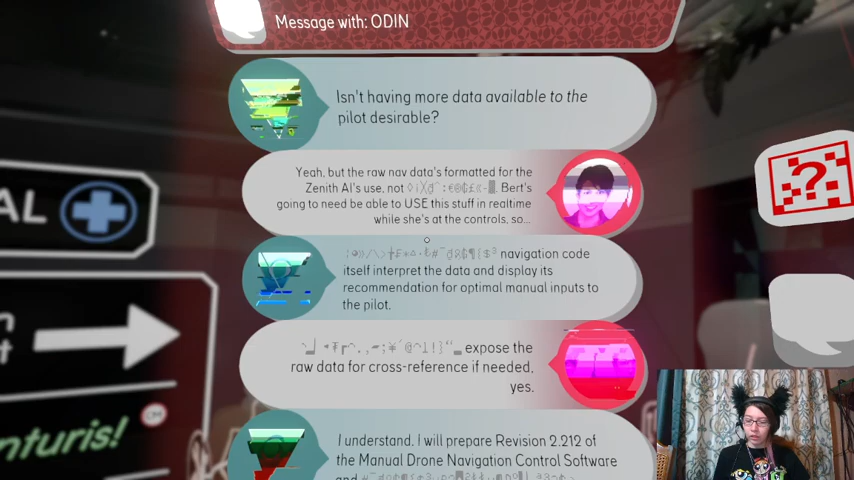 Message with: ODIN
Isn't having more data available to the
pilot desirable?
Yeah, but the raw nav data's formatted for the
Zenith AI's use, not Bert's
going to need be able to USE this stuff in realtime
while she's at the controls, so...
navigation code
itself interpret the data and display its
recommendation for optimal manual inputs to
the pilot.
expose the
raw data for cross-reference if needed,
yes.
I understand. I will prepare Revision 2.212 of
the Manual Drone Navigation Control Software
and
AL
nturis!
CM
?